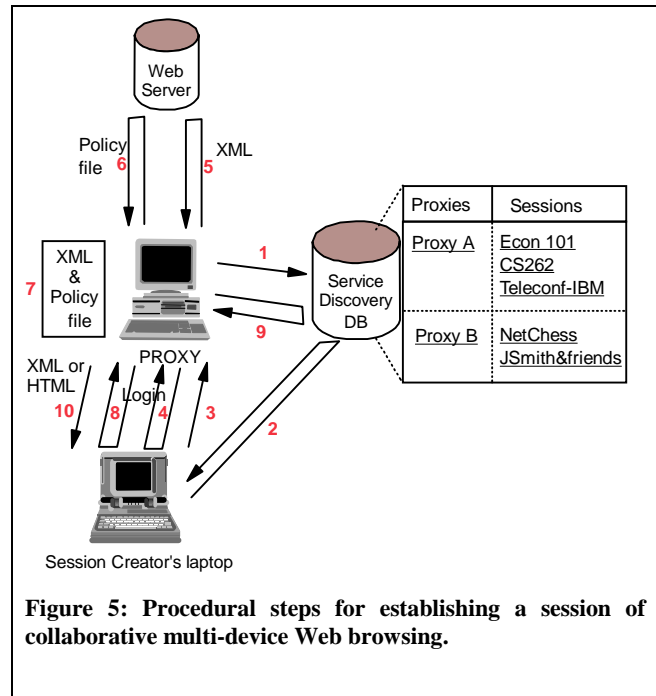 Web
Server
Policy
file
6
5
XML
Proxies
Sessions
Proxy A
Econ 101
CS262
Teleconf-IBM
Proxy B
NetChess
JSmith&friends
1
Service
Discovery
DB
7
XML
&
Policy
file
9
PROXY
XML or
HTML
Login
10
8
4
3
2
Session Creator's laptop
Figure 5: Procedural steps for establishing a session of
collaborative multi-device Web browsing.